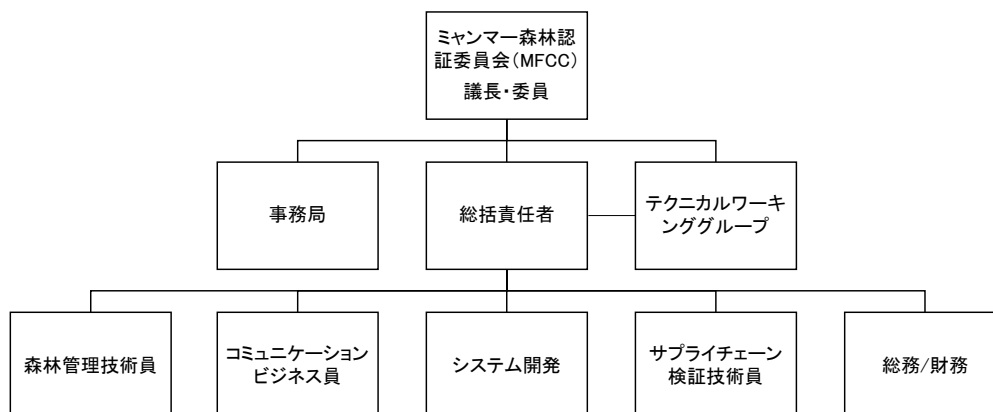 ミャンマー森林認
証委員会(MFCC)
議長・委員
事務局
総括責任者
テクニカルワーキ
ンググループ
森林管理技術員
コミュニケーション
ビジネス員
システム開発
サプライチェーン
検証技術員
総務/財務